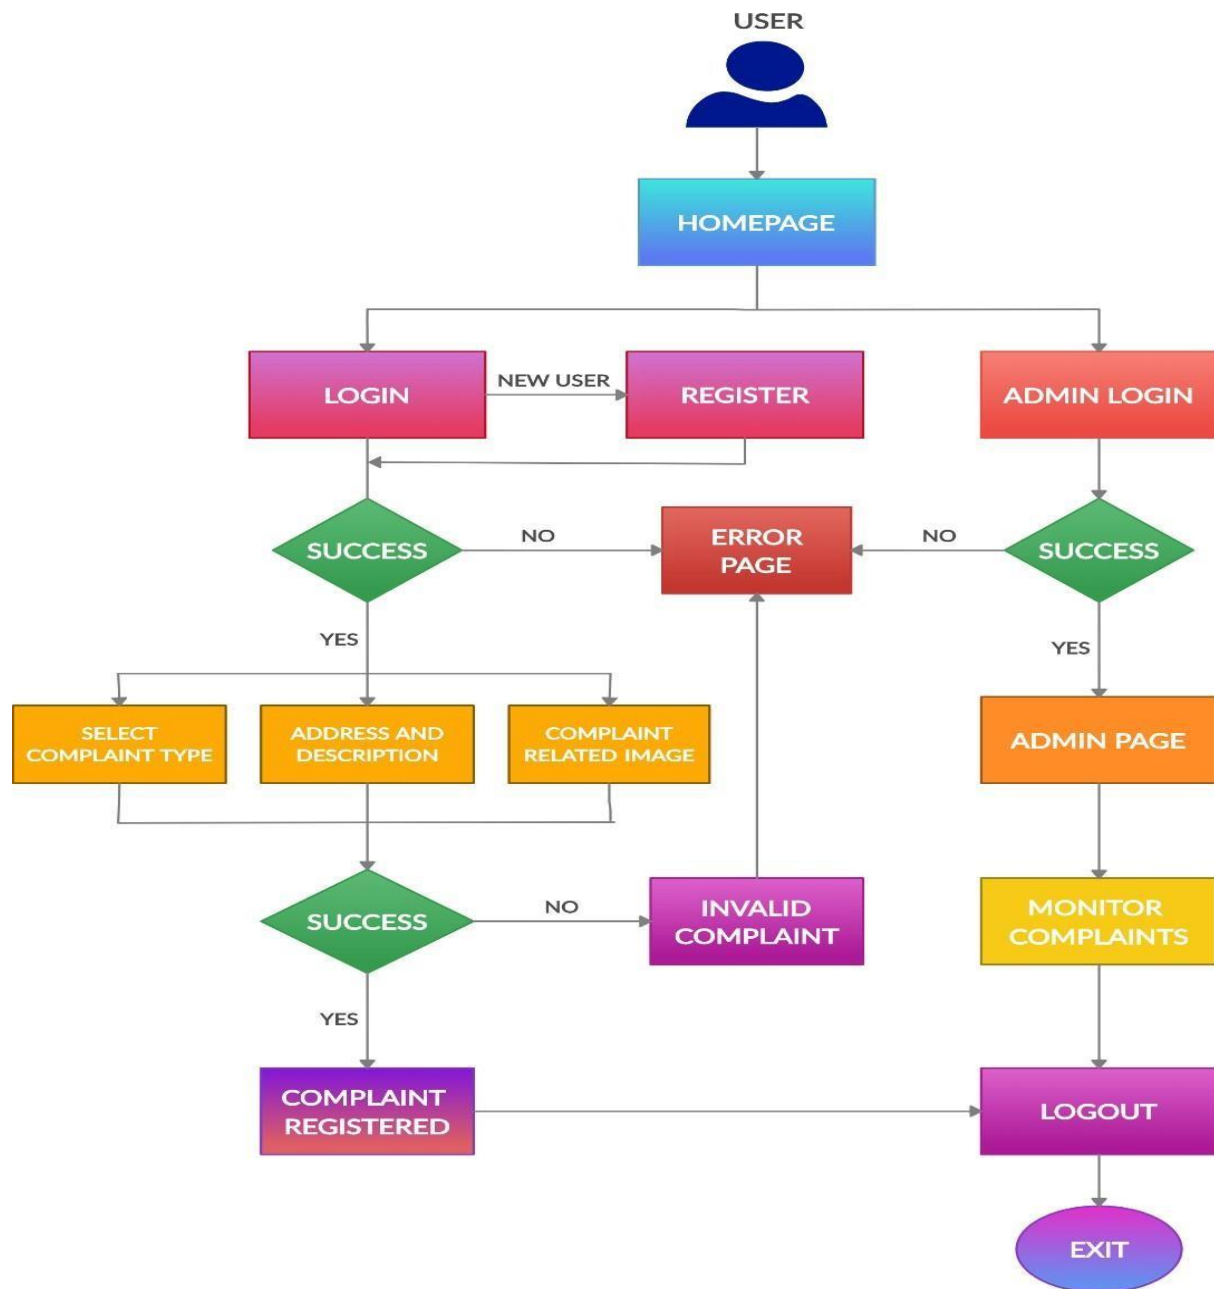 USER
HOMEPAGE
LOGIN
NEW USER
REGISTER
ADMIN LOGIN
SUCCESS
NO
ERROR
PAGE
NO
SUCCESS
YES
YES
SELECT
COMPLAINT TYPE
ADDRESS AND
DESCRIPTION
COMPLAINT
RELATED IMAGE
ADMIN PAGE
SUCCESS
NO
INVALID
COMPLAINT
MONITOR
COMPLAINTS
YES
COMPLAINT
REGISTERED
LOGOUT
EXIT